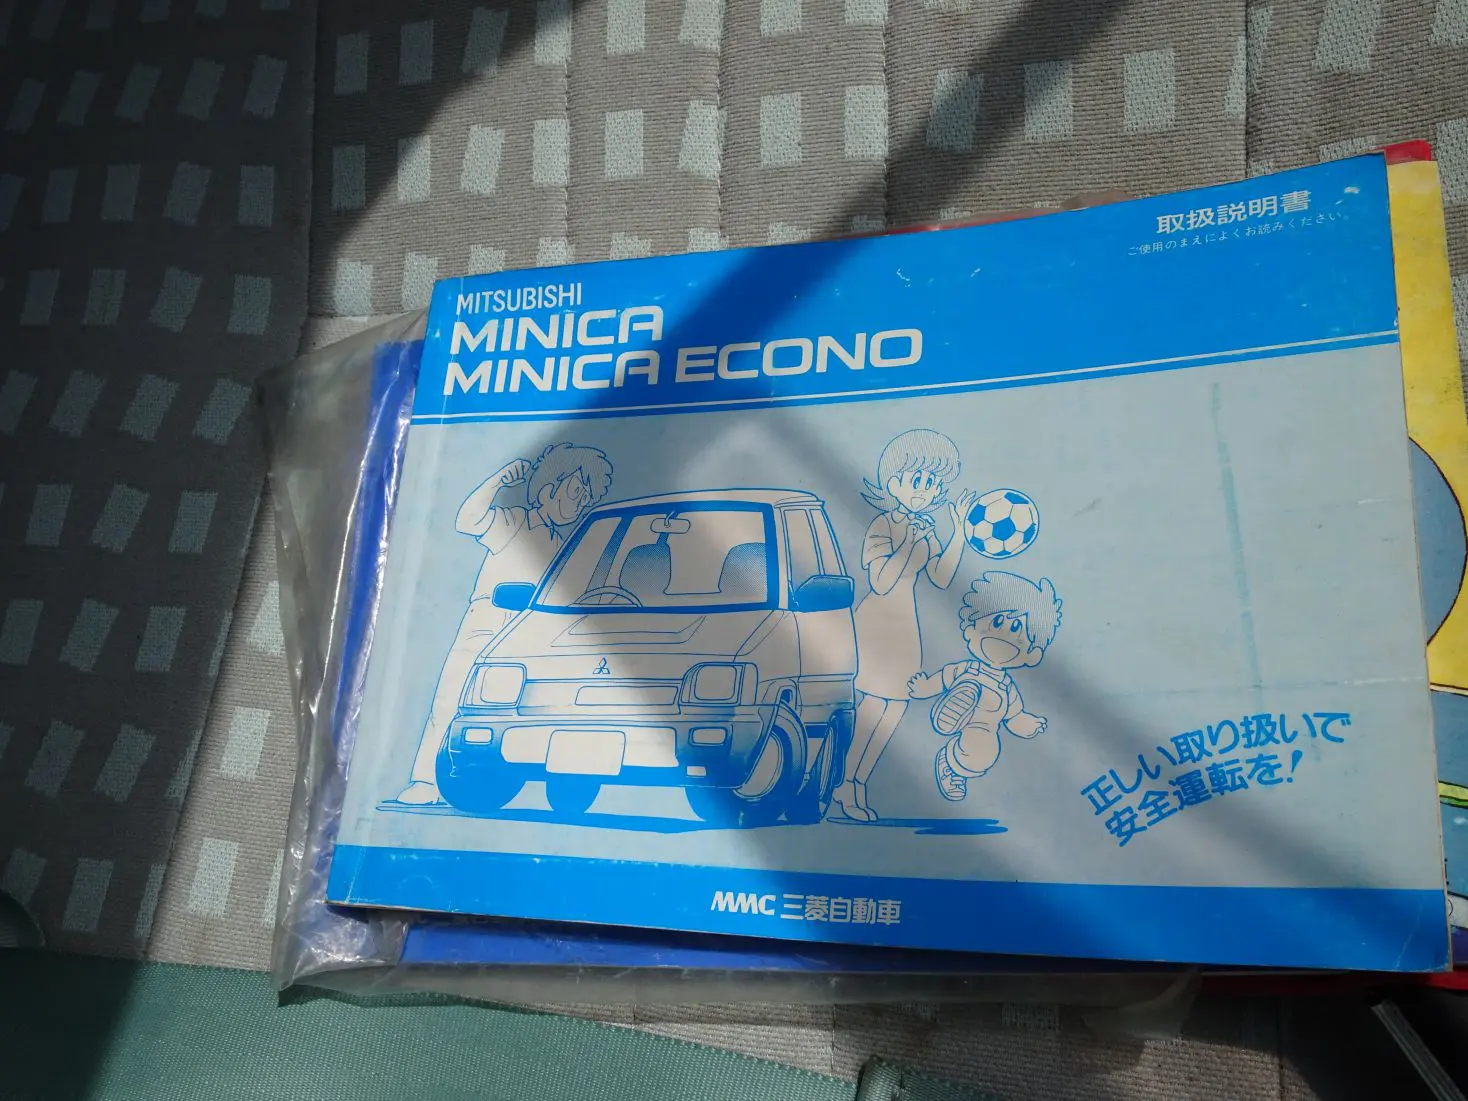 取扱説明書
ご使用のまえによくお読みください。
MITSUBISHI
MINICA
MINICA ECONO
正しい取り扱いで
安全運転を!
MMC 三菱自動車